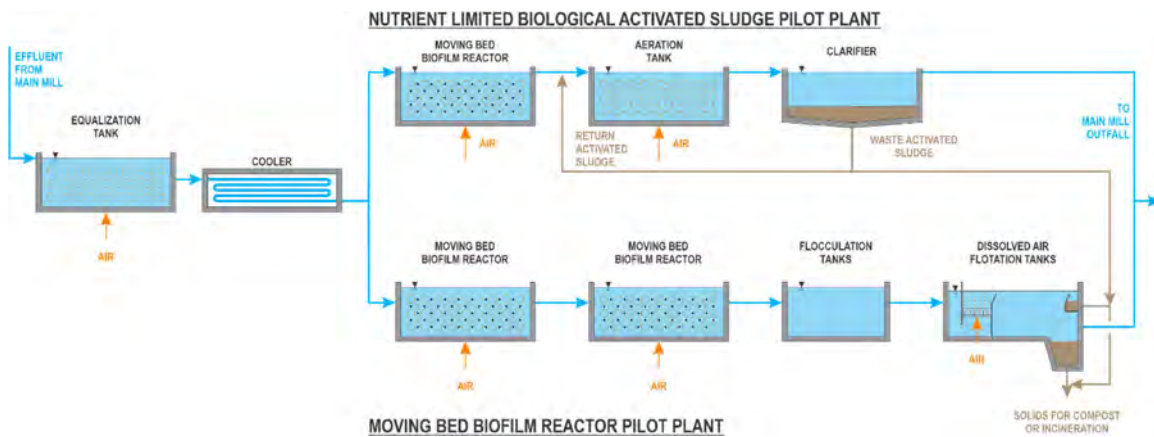 NUTRIENT LIMITED BIOLOGICAL ACTIVATED SLUDGE PILOT PLANT
EFFLUENT
FROM
MAIN MILL
EQUALIZATION
TANK
AIR
COOLER
MOVING BED
BIOFILM REACTOR
AIR
AERATION
TANK
AIR
CLARIFIER
RETURN
ACTIVATED
SLUDGE
WASTE ACTIVATED
SLUDGE
TO
MAIN MILL
OUTFALL
MOVING BED
BIOFILM REACTOR
AIR
MOVING BED
BIOFILM REACTOR
AIR
FLOCCULATION
TANKS
DISSOLVED AIR
FLOTATION TANKS
AIR
SOLIDS FOR COMPOST
OR INCINERATION
MOVING BED BIOFILM REACTOR PILOT PLANT